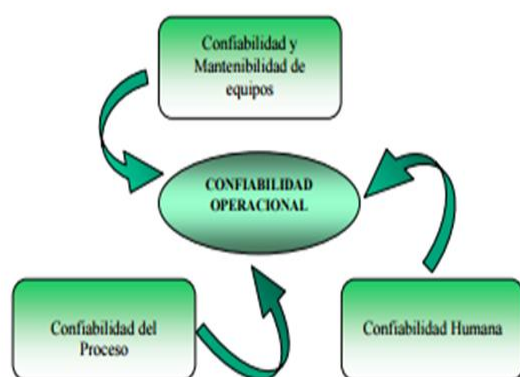 Confiabilidad y
Mantenibilidad de
equipos
CONFIABILIDAD
OPERACIONAL
Confiabilidad del
Proceso
Confiabilidad Humana